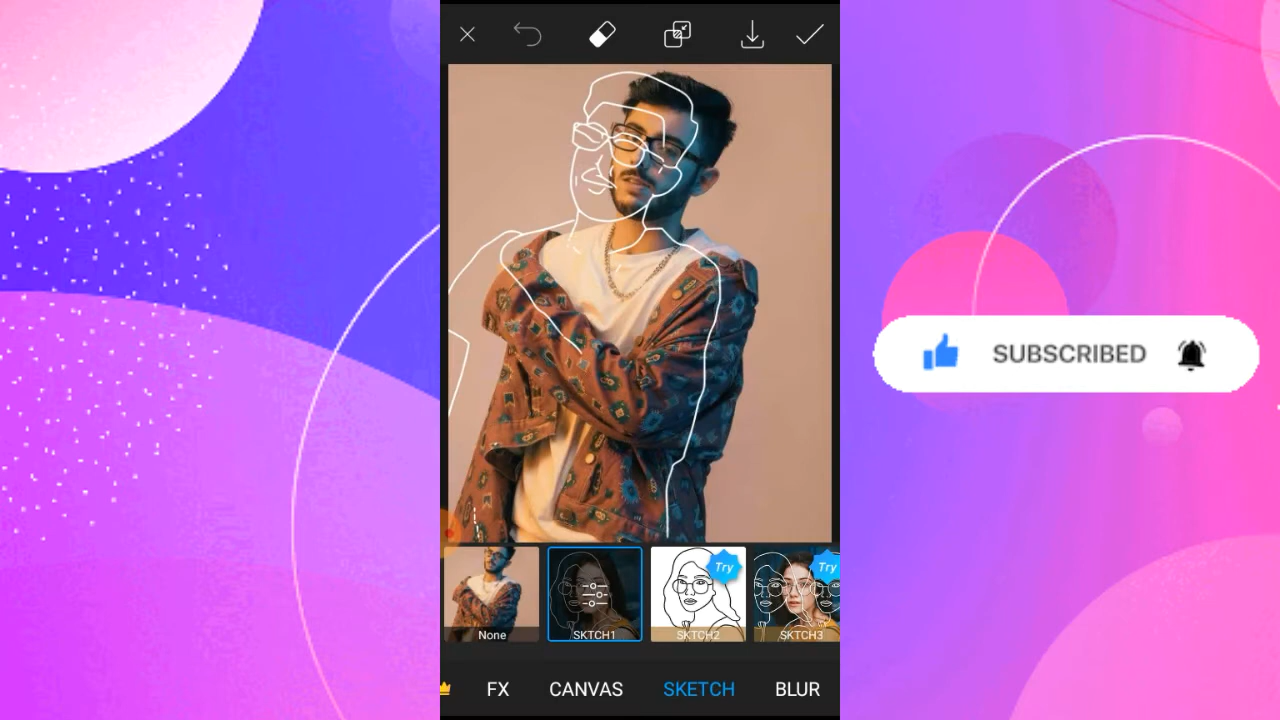 SUBSCRIBED
Try
Try
None
SKTCH1
SKTCH2
SKTCH3
FX
CANVAS
SKETCH
BLUR